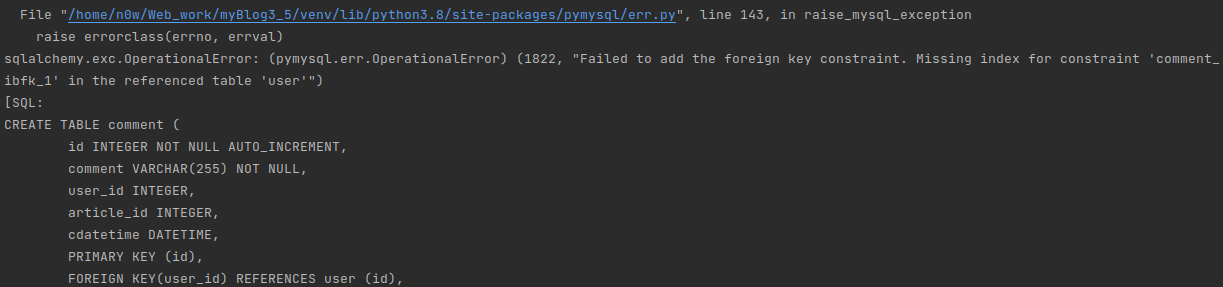 File "/home/n0w/Web_work/myBlog3_5/venv/lib/python3.8/site-packages/pymysql/err.py", line 143, in raise_mysql_exception
raise errorclass(errno, errval)
sqlalchemy.exc.OperationalError: (pymysql.err.OperationalError) (1822, "Failed to add the foreign key constraint. Missing index for constraint 'comment_
ibfk_1' in the referenced table 'user'")
[SQL:
CREATE TABLE comment (
id INTEGER NOT NULL AUTO_INCREMENT,
comment VARCHAR(255) NOT NULL,
user_id INTEGER,
article_id INTEGER,
cdatetime DATETIME,
PRIMARY KEY (id),
FOREIGN KEY(user_id) REFERENCES user (id),